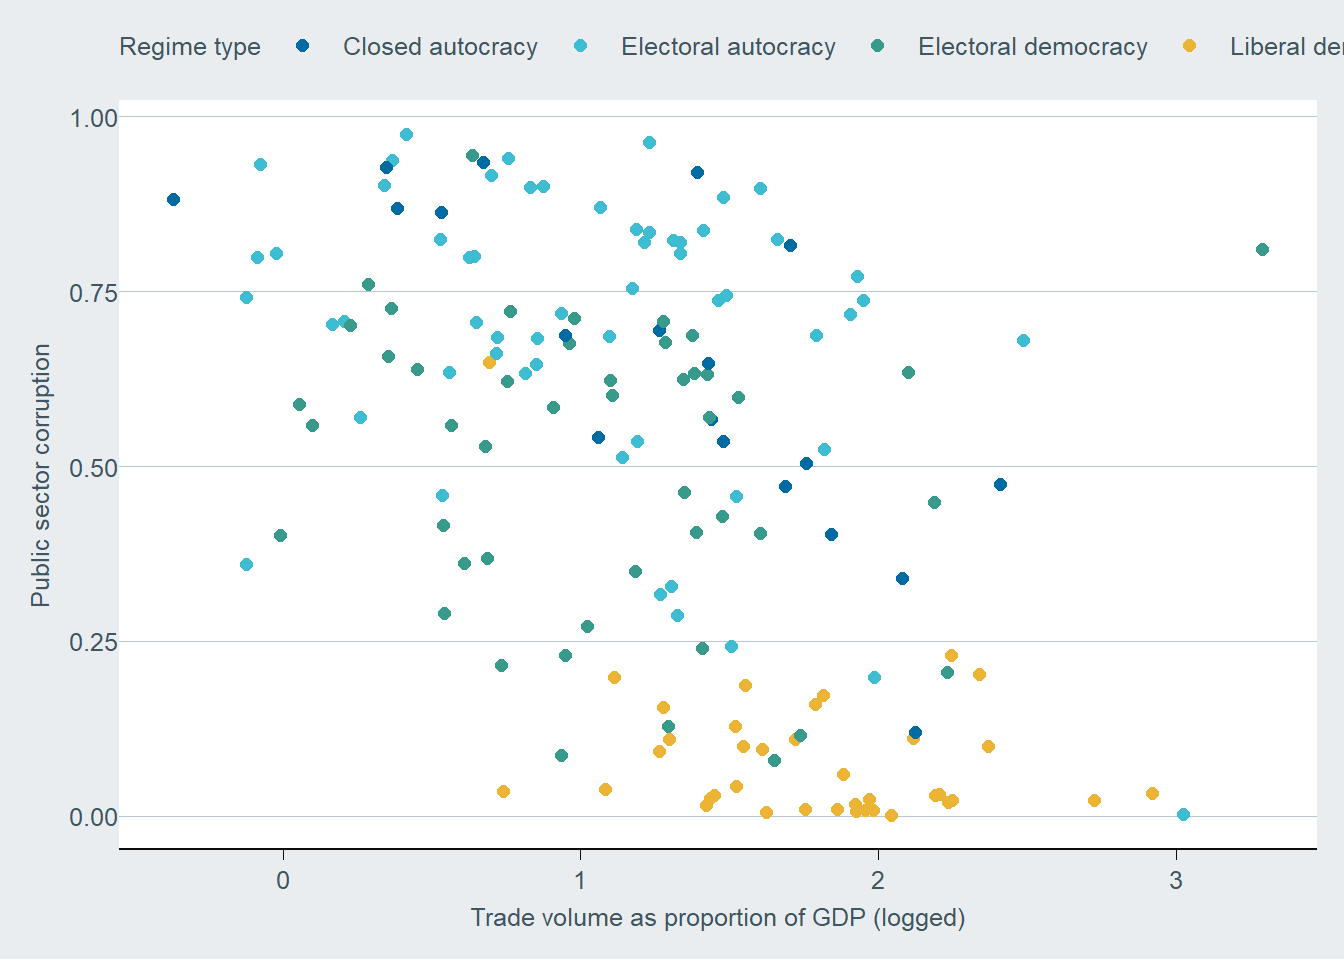 Regime type Closed autocracy Electoral autocracy Electoral democracy Liberal
1.00
0.75
0.50
0.25
0.00
Public sector corruption
0 1 2 3
Trade volume as proportion of GDP (logged)